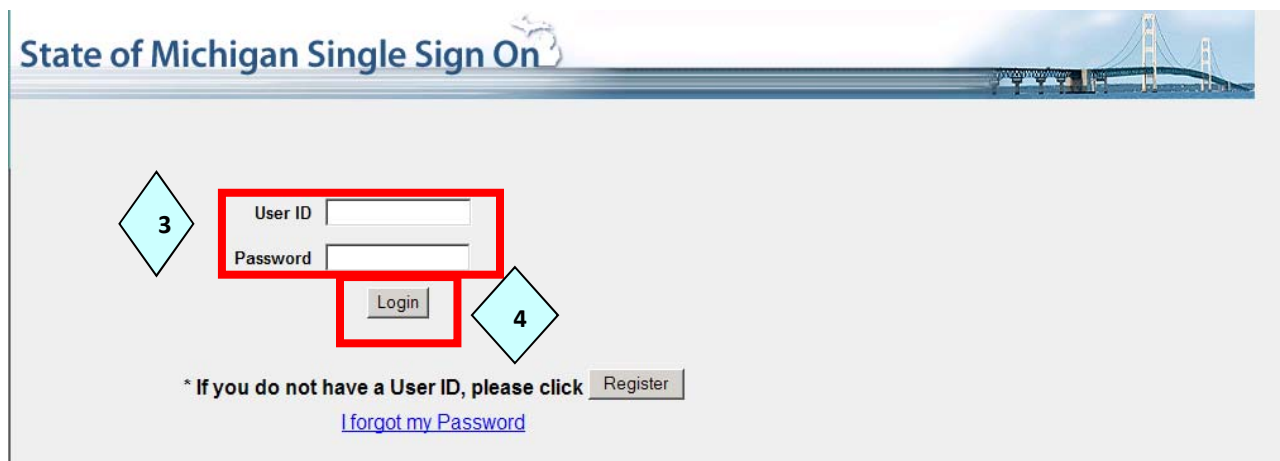 State of Michigan Single Sign On
3
User ID
Password
Login
4
* If you do not have a User ID, please click Register
I forgot my Password